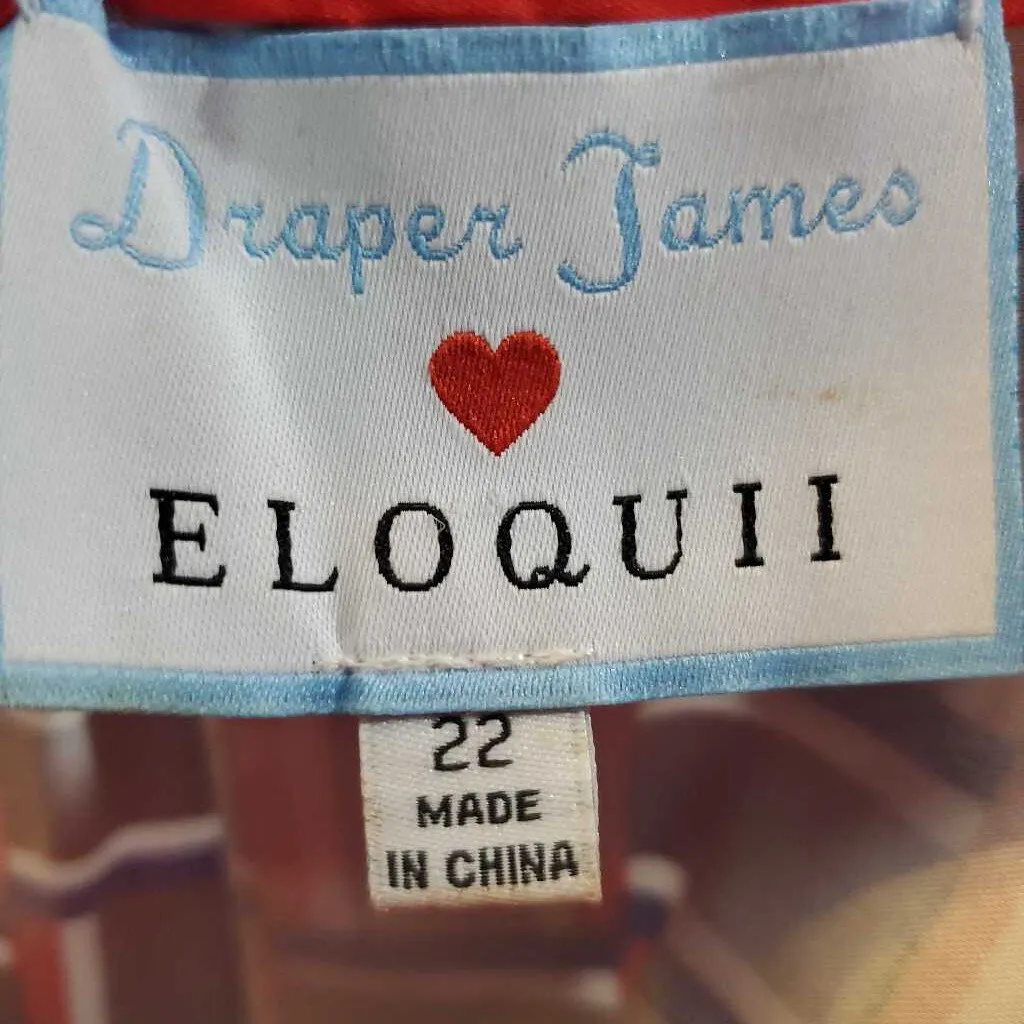 Draper James
ELOQUII
22
MADE
IN CHINA